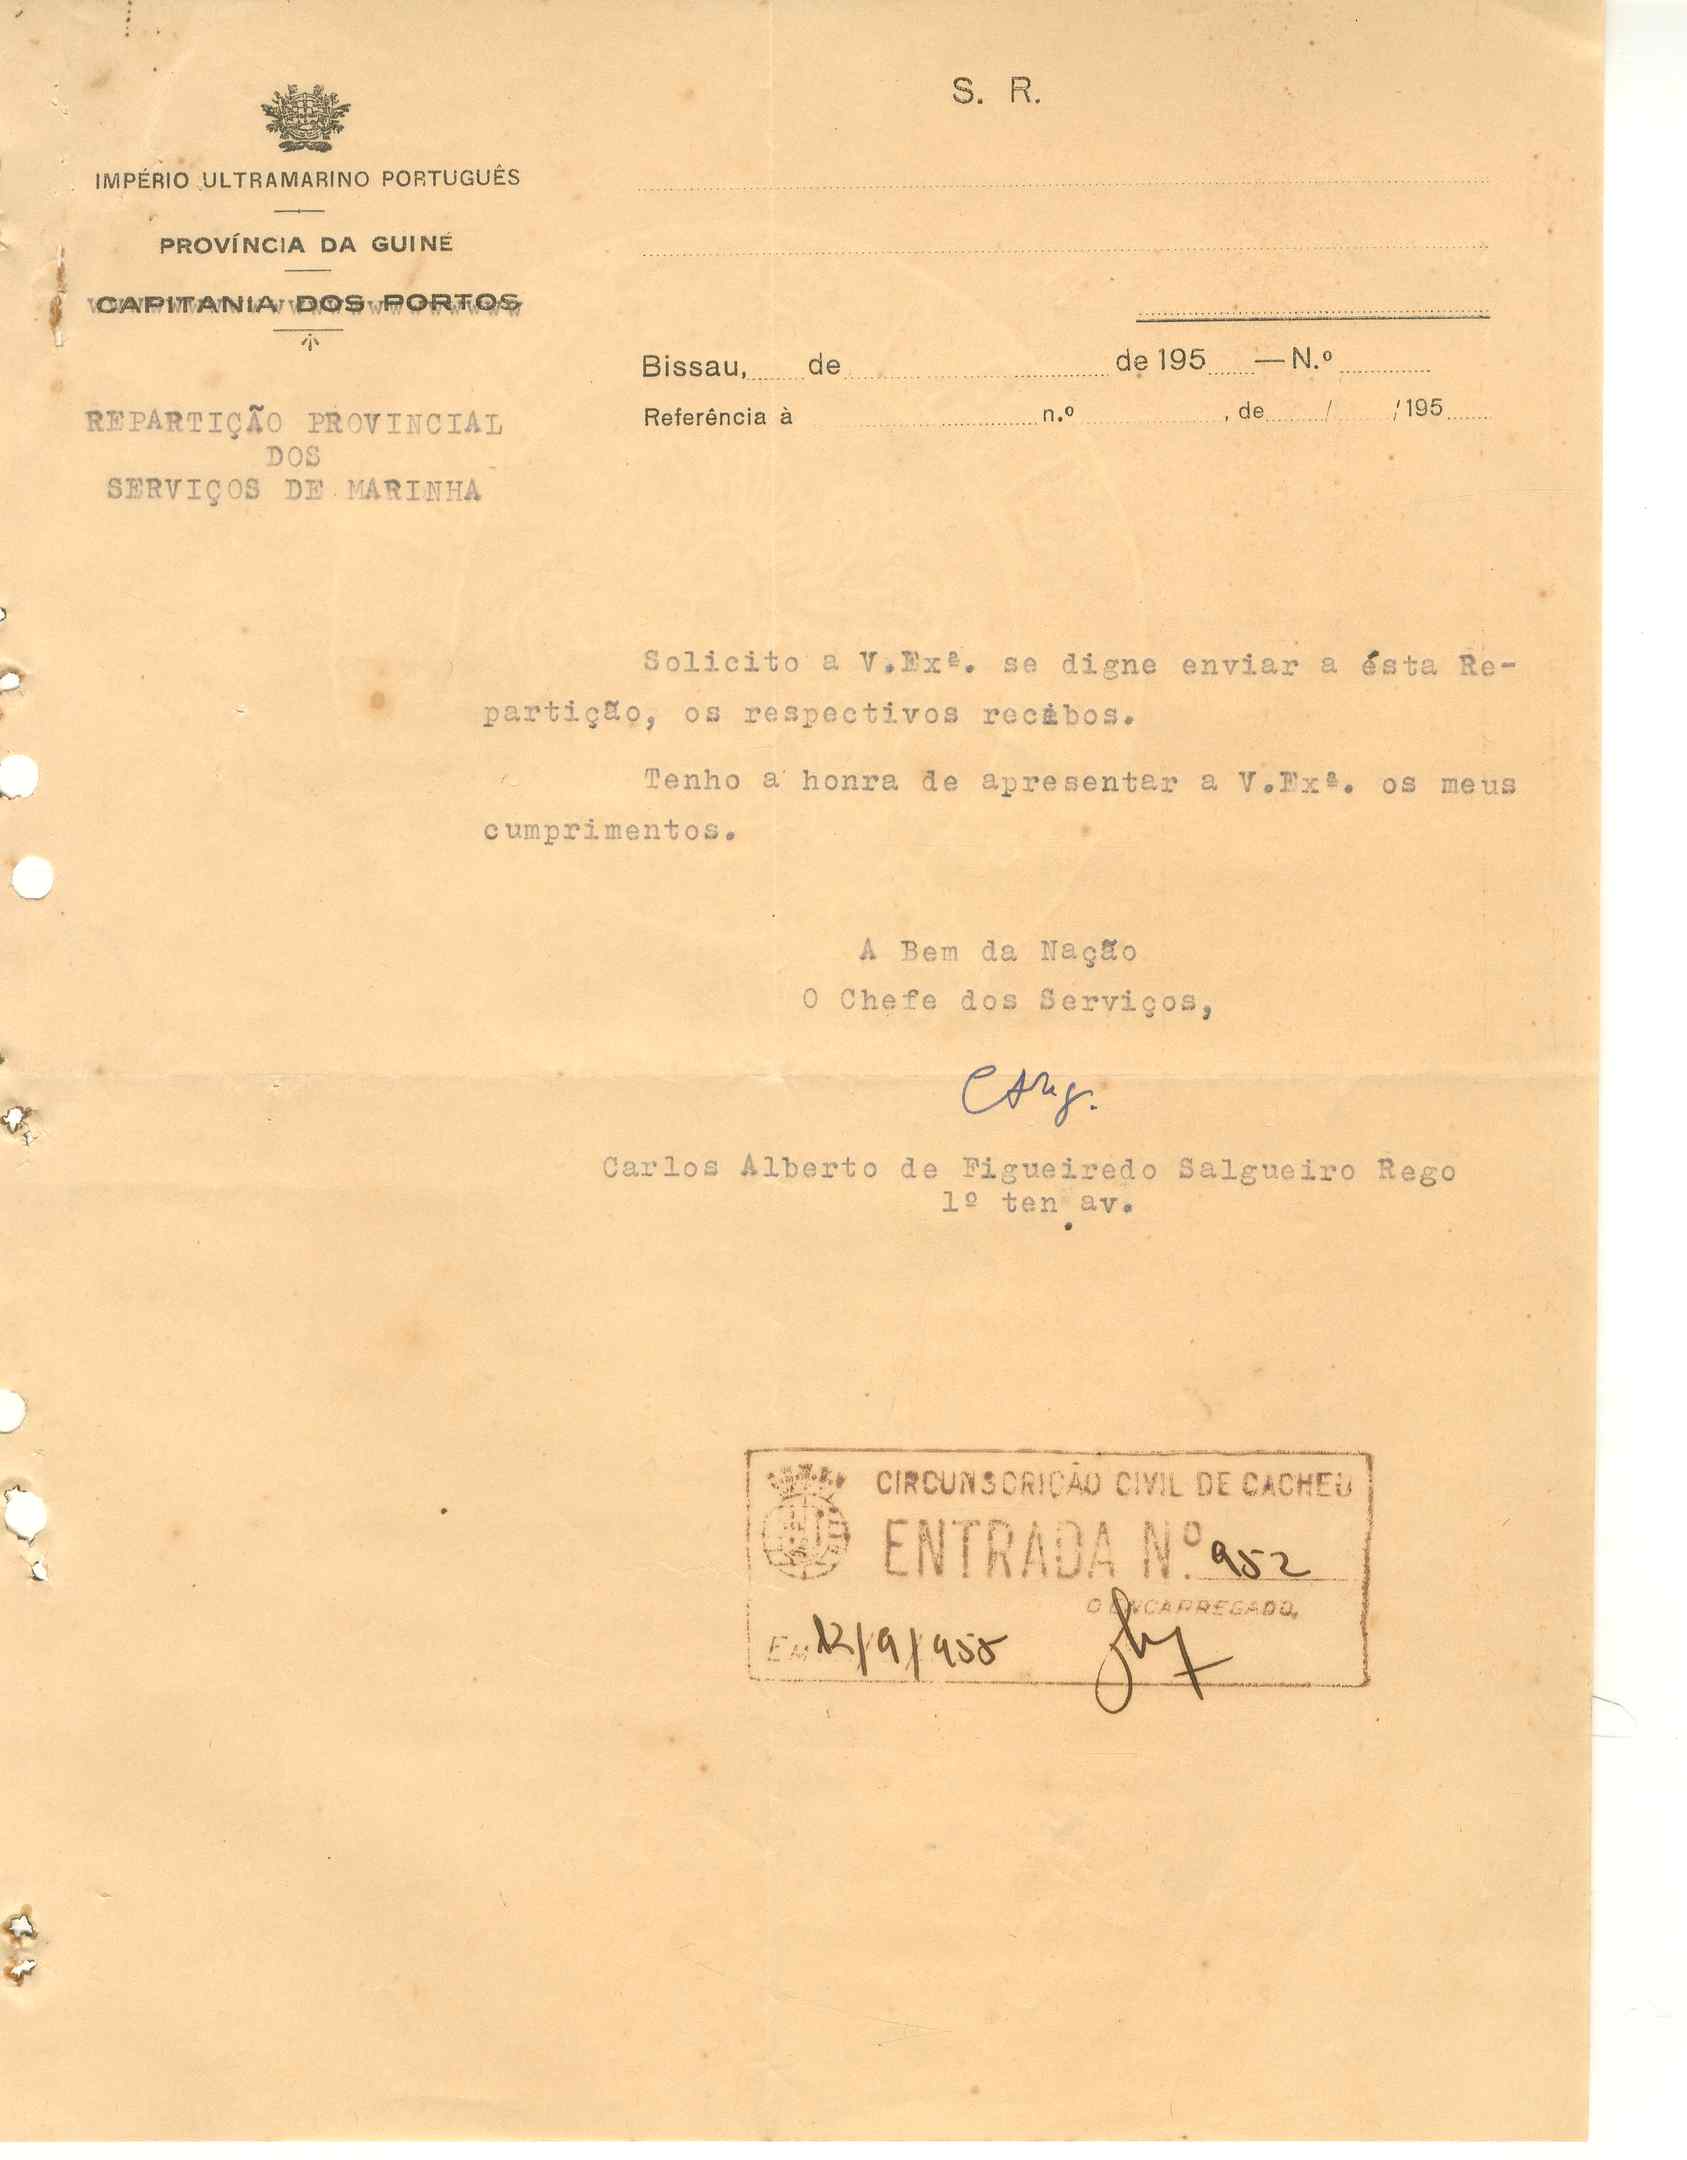 S. R.
IMPÉRIO ULTRAMARINO PORTUGUÊS
PROVÍNCIA DA GUINÉ
CAPITANIA DOS PORTOS
REPARTIÇÃO PROVINCIAL
DOS
SERVIÇOS DE MARINHA
Bissau, de de 195 — N.º
Referência à n.º , de / /195
Solicito a V.Exª. se digne enviar a ésta Re-
partição, os respectivos recibos.
Tenho a honra de apresentar a V.Exª. os meus
cumprimentos.
A Bem da Nação
O Chefe dos Serviços,
Carlos Alberto de Figueiredo Salgueiro Rego
1º ten av.
CIRCUNSCRIÇÃO CIVIL DE CACHEU
ENTRADA N.º 952
O ENCARREGADO,
EM 12/9/955